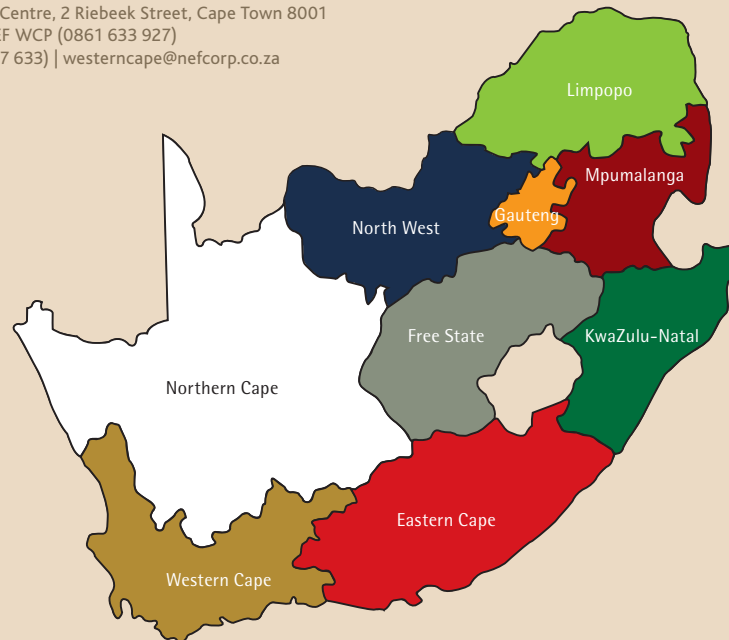 Centre, 2 Riebeek Street, Cape Town 8001
F WCP (0861 633 927)
7 633) | westerncape@nefcorp.co.za
Limpopo
Mpumalanga
Gauteng
North West
Free State
KwaZulu-Natal
Northern Cape
Eastern Cape
Western Cape